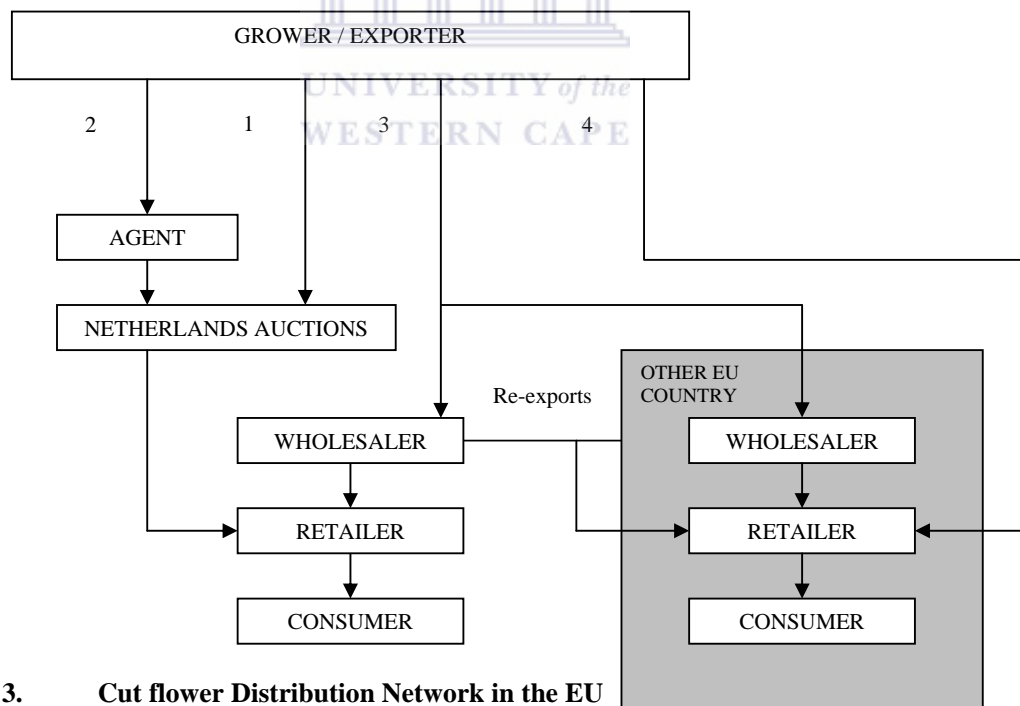 GROWER / EXPORTER
UNIVERSITY of the
WESTERN CAPE
2
1
3
4
AGENT
NETHERLANDS AUCTIONS
OTHER EU
COUNTRY
Re-exports
WHOLESALER
WHOLESALER
RETAILER
RETAILER
CONSUMER
CONSUMER
3. Cut flower Distribution Network in the EU